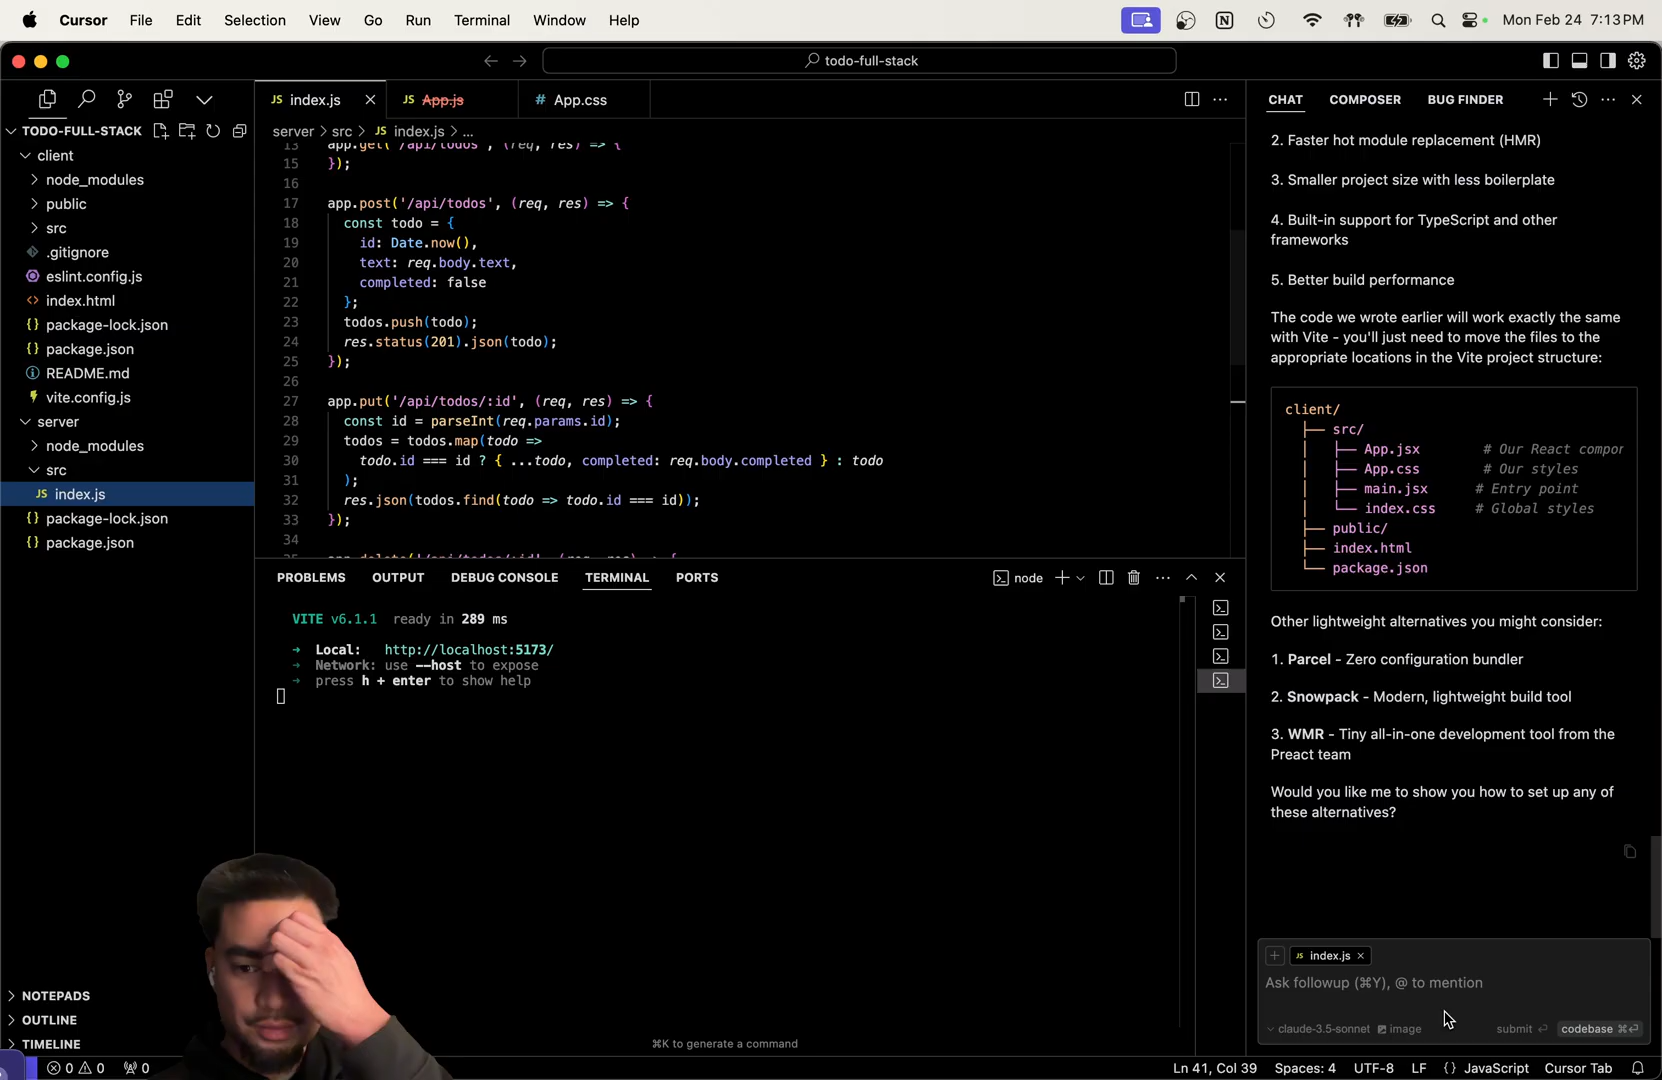 Cursor File Edit Selection View Go Run Terminal Window Help
Mon Feb 24 7:13 PM
todo-full-stack
JS index.js
JS App.js
# App.css
CHAT COMPOSER BUG FINDER
TODO-FULL-STACK
client
node_modules
public
src
.gitignore
eslint.config.js
index.html
package-lock.json
package.json
README.md
vite.config.js
server
node_modules
src
JS index.js
package-lock.json
package.json
NOTEPADS
OUTLINE
TIMELINE
server > src > JS index.js > ...
13 app.get('/api/todos', (req, res) => {
15 });
16
17 app.post('/api/todos', (req, res) => {
18 const todo = {
19 id: Date.now(),
20 text: req.body.text,
21 completed: false
22 };
23 todos.push(todo);
24 res.status(201).json(todo);
25 });
26
27 app.put('/api/todos/:id', (req, res) => {
28 const id = parseInt(req.params.id);
29 todos = todos.map(todo =>
30 todo.id === id ? { ...todo, completed: req.body.completed } : todo
31 );
32 res.json(todos.find(todo => todo.id === id));
33 });
34
35 app.delete('/api/todos/:id', (req, res) => {
PROBLEMS OUTPUT DEBUG CONSOLE TERMINAL PORTS
node
VITE v6.1.1 ready in 289 ms
➜ Local: http://localhost:5173/
➜ Network: use --host to expose
➜ press h + enter to show help
⌘K to generate a command
2. Faster hot module replacement (HMR)
3. Smaller project size with less boilerplate
4. Built-in support for TypeScript and other
frameworks
5. Better build performance
The code we wrote earlier will work exactly the same
with Vite - you'll just need to move the files to the
appropriate locations in the Vite project structure:
client/
├── src/
│ ├── App.jsx # Our React compor
│ ├── App.css # Our styles
│ ├── main.jsx # Entry point
│ └── index.css # Global styles
├── public/
├── index.html
└── package.json
Other lightweight alternatives you might consider:
1. Parcel - Zero configuration bundler
2. Snowpack - Modern, lightweight build tool
3. WMR - Tiny all-in-one development tool from the
Preact team
Would you like me to show you how to set up any of
these alternatives?
JS index.js
Ask followup (⌘Y), @ to mention
claude-3.5-sonnet image submit codebase ⌘
0 0 0
Ln 41, Col 39 Spaces: 4 UTF-8 LF {} JavaScript Cursor Tab